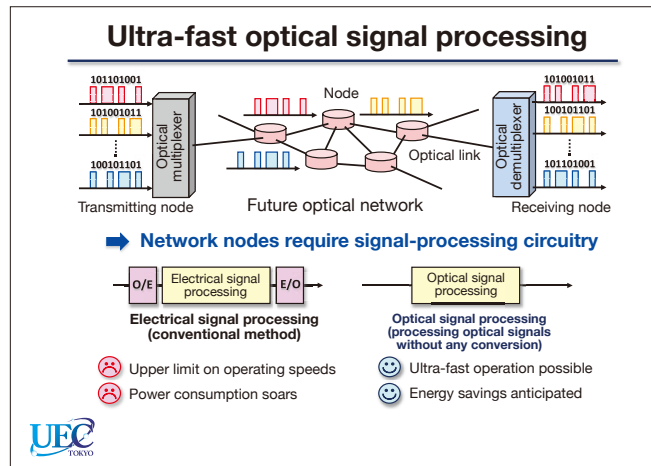 Ultra-fast optical signal processing
101101001
101001011
100101101
Optical
multiplexer
Transmitting node
Node
Optical link
Future optical network
101001011
101001101
101101001
Optical
demultiplexer
Receiving node
Network nodes require signal-processing circuitry
O/E
Electrical signal
processing
E/O
Electrical signal processing
(conventional method)
Upper limit on operating speeds
Power consumption soars
Optical signal
processing
Optical signal processing
(processing optical signals
without any conversion)
Ultra-fast operation possible
Energy savings anticipated
UEC
TOKYO